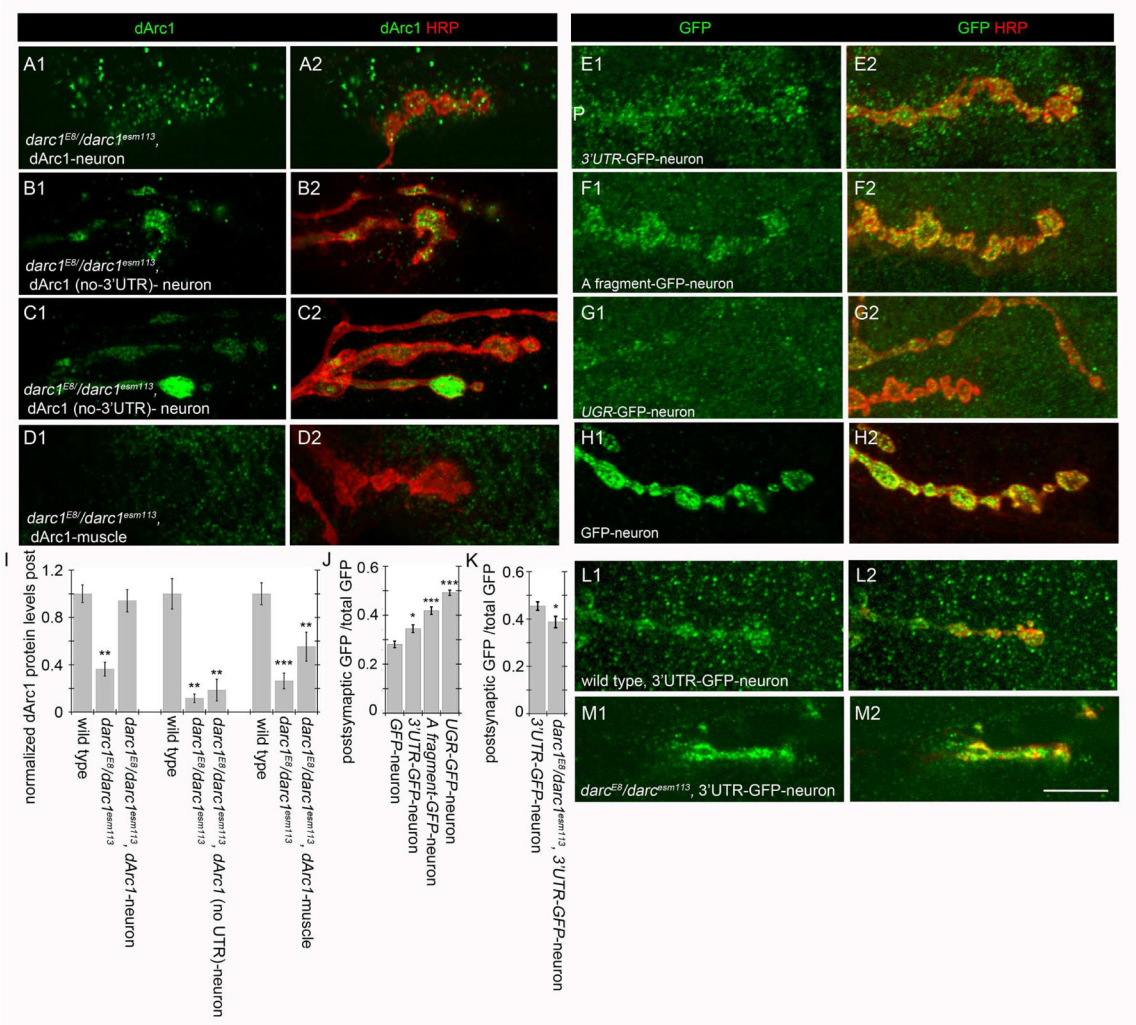 dArc1
dArc1 HRP
GFP
GFP HRP
A1
darc1E8//darc1esm113,
dArc1-neuron
A2
B1
darc1E8//darc1esm113,
dArc1 (no-3'UTR)- neuron
B2
C1
darc1E8//darc1esm113,
dArc1 (no-3'UTR)- neuron
C2
D1
darc1E8//darc1esm113,
dArc1-muscle
D2
E1
P
3'UTR-GFP-neuron
E2
F1
A fragment-GFP-neuron
F2
G1
UGR-GFP-neuron
G2
H1
GFP-neuron
H2
I
normalized dArc1 protein levels post
1.2
0.8
0.4
0
**
**
**
***
**
wild type
darc1E8/darc1esm113
darc1E8/darc1esm113, dArc1-neuron
wild type
darc1E8/darc1esm113
darc1E8/darc1esm113, dArc1 (no UTR)-neuron
wild type
darc1E8/darc1esm113
darc1E8/darc1esm113, dArc1-muscle
J
postsynaptic GFP /total GFP
0.6
0.4
0.2
0
*
***
***
GFP-neuron
3'UTR-GFP-neuron
A fragment-GFP-neuron
UGR-GFP-neuron
K
postsynaptic GFP /total GFP
0.6
0.4
0.2
0
*
3'UTR-GFP-neuron
darc1E8/darc1esm113, 3'UTR-GFP-neuron
L1
wild type, 3'UTR-GFP-neuron
L2
M1
darcE8/darcesm113, 3'UTR-GFP-neuron
M2